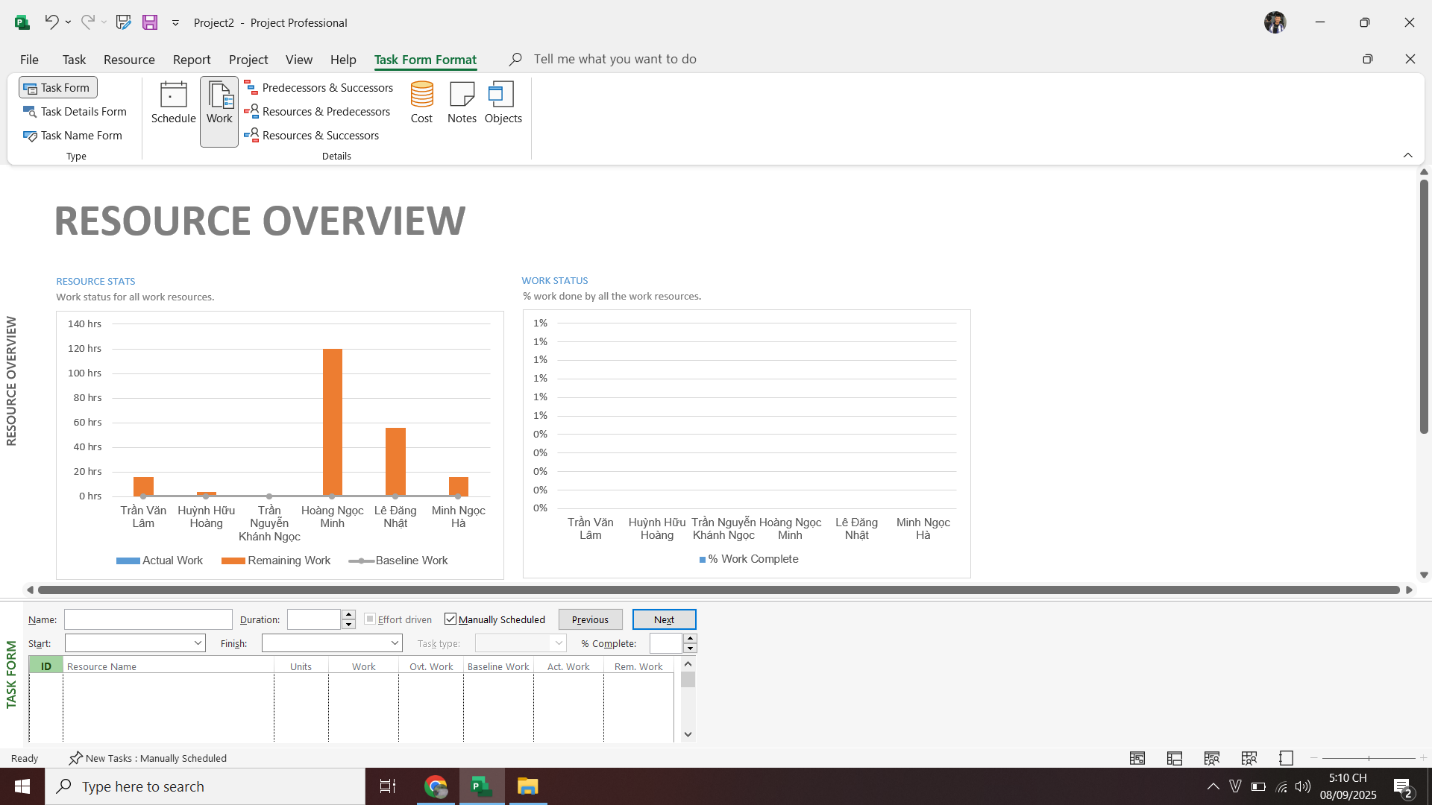 Project2 - Project Professional
File Task Resource Report Project View Help Task Form Format Tell me what you want to do
Task Form
Task Details Form
Task Name Form
Type
Schedule
Work
Predecessors & Successors
Resources & Predecessors
Resources & Successors
Cost
Notes
Objects
Details
RESOURCE OVERVIEW
RESOURCE OVERVIEW
RESOURCE STATS
Work status for all work resources.
140 hrs
120 hrs
100 hrs
80 hrs
60 hrs
40 hrs
20 hrs
0 hrs
Trần Văn
Lâm
Huỳnh Hữu
Hoàng
Trần
Nguyễn
Khánh Ngọc
Hoàng Ngọc
Minh
Lê Đăng
Nhật
Minh Ngọc
Hà
Actual Work Remaining Work Baseline Work
WORK STATUS
% work done by all the work resources.
1%
1%
1%
1%
1%
1%
0%
0%
0%
0%
0%
Trần Văn
Lâm
Huỳnh Hữu
Hoàng
Trần Nguyễn
Khánh Ngọc
Hoàng Ngọc
Minh
Lê Đăng
Nhật
Minh Ngọc
Hà
% Work Complete
TASK FORM
Name: Duration: Effort driven Manually Scheduled Previous Next
Start: Finish: Task type: % Complete:
ID Resource Name Units Work Ovt. Work Baseline Work Act. Work Rem. Work
Ready New Tasks : Manually Scheduled
Type here to search
5:10 CH
08/09/2025
2